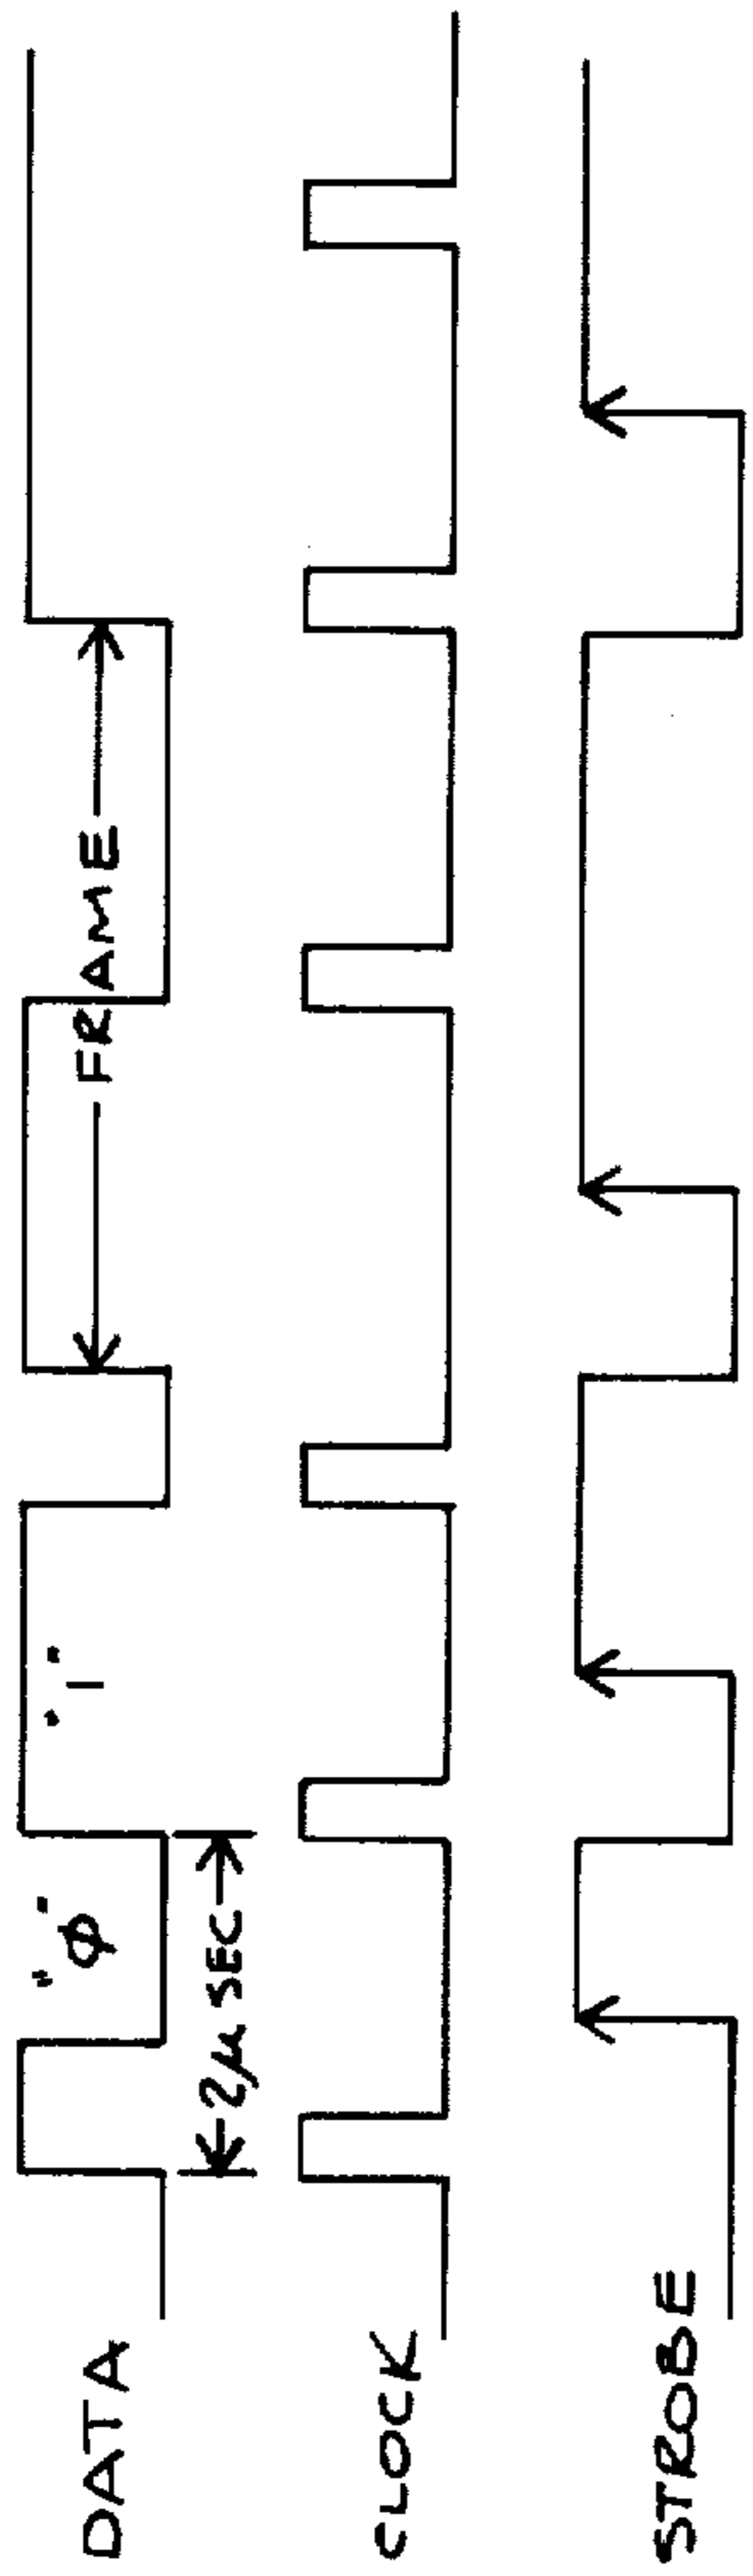 DATA
"φ"
"1"
FRAME
2μ SEC
CLOCK
STROBE